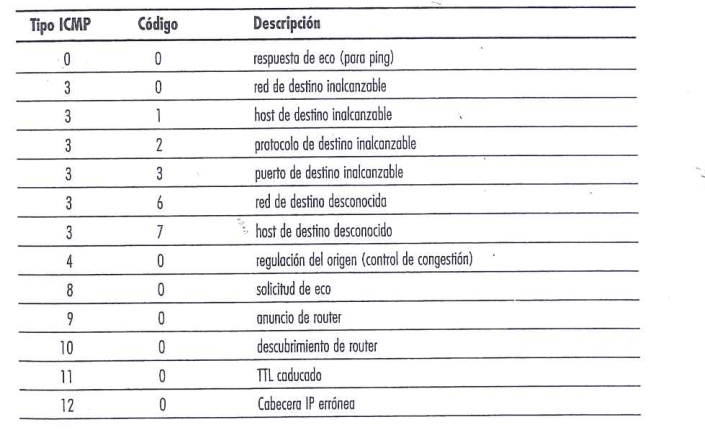 Tipo ICMP Código Descripción
0 0 respuesta de eco (para ping)
3 0 red de destino inalcanzable
3 1 host de destino inalcanzable
3 2 protocolo de destino inalcanzable
3 3 puerto de destino inalcanzable
3 6 red de destino desconocida
3 7 host de destino desconocido
4 0 regulación del origen (control de congestión)
8 0 solicitud de eco
9 0 anuncio de router
10 0 descubrimiento de router
11 0 TTL caducado
12 0 Cabecera IP errónea